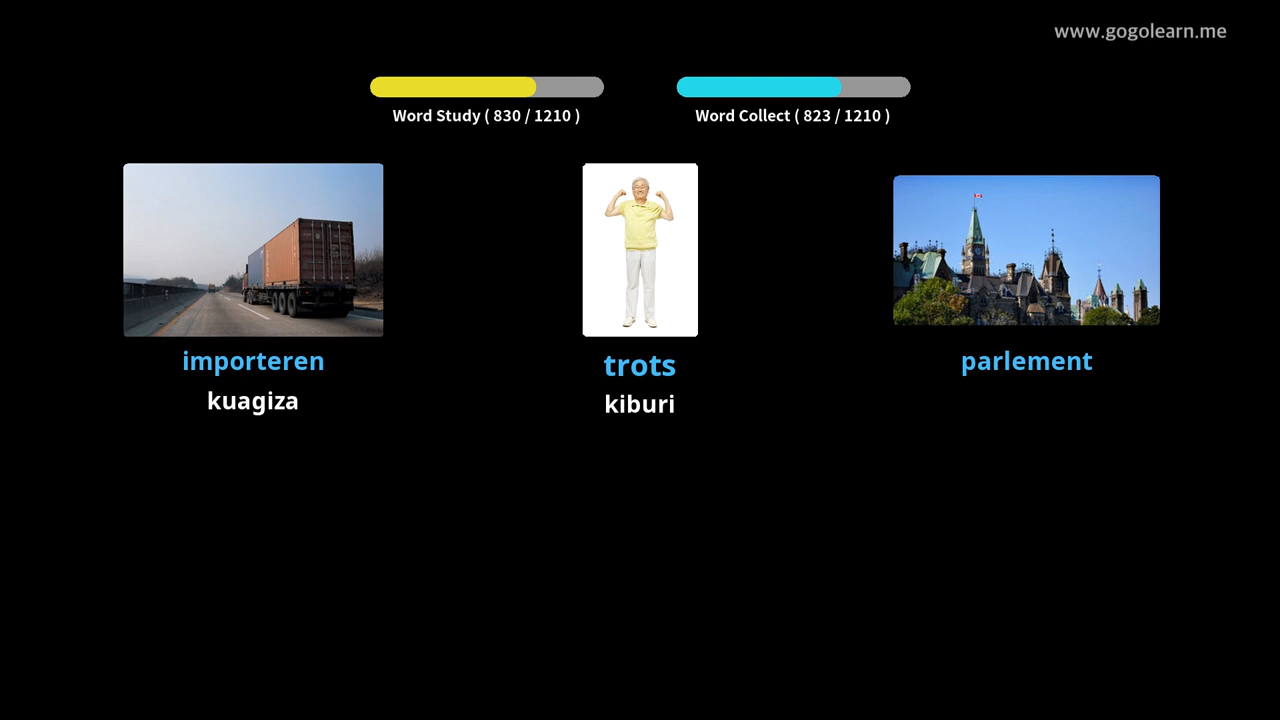 www.gogolearn.me
Word Study ( 830 / 1210 )
Word Collect ( 823 / 1210 )
importeren
kuagiza
trots
kiburi
parlement